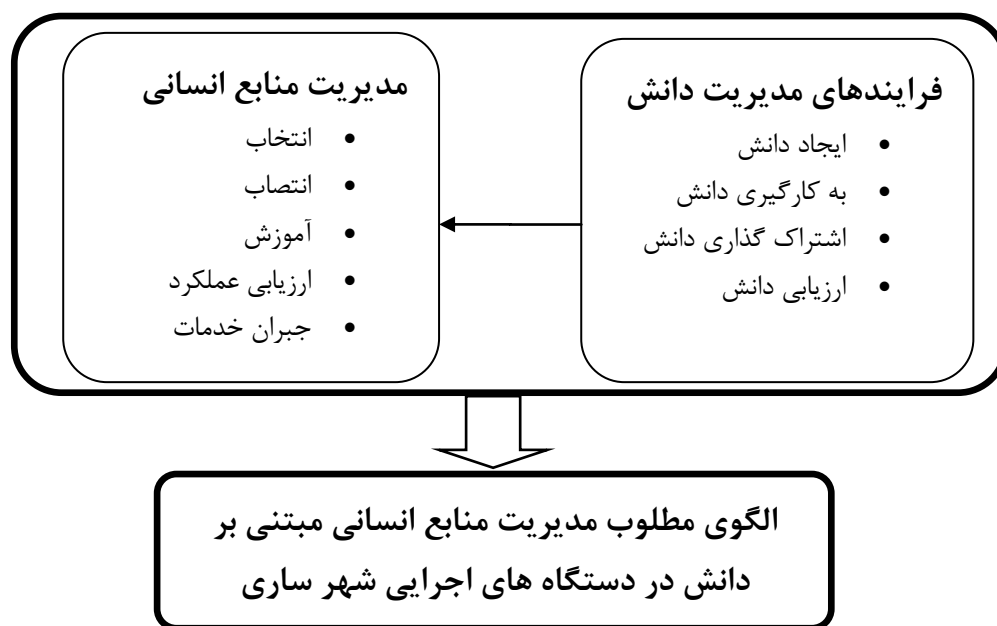 فرایندهای مدیریت دانش
• ایجاد دانش
• به کارگیری دانش
• اشتراک گذاری دانش
• ارزیابی دانش
مدیریت منابع انسانی
• انتخاب
• انتصاب
• آموزش
• ارزیابی عملکرد
• جبران خدمات
الگوی مطلوب مدیریت منابع انسانی مبتنی بر
دانش در دستگاه های اجرایی شهر ساری